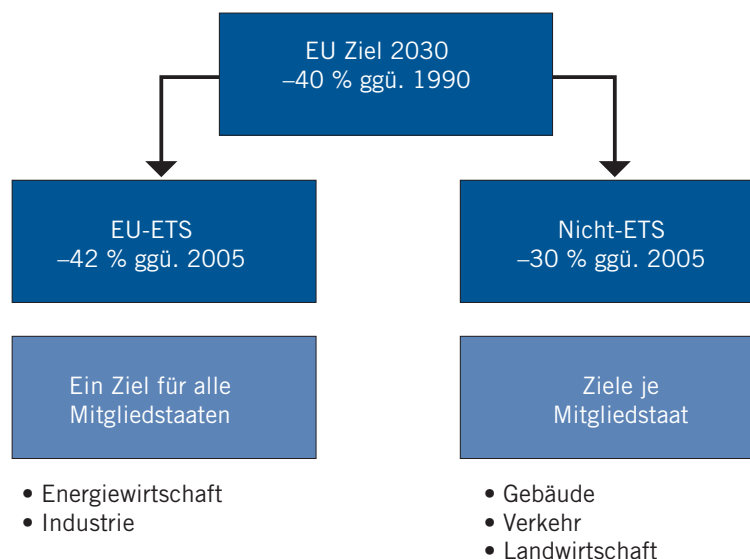 EU Ziel 2030
–40 % ggü. 1990
EU-ETS
–42 % ggü. 2005
Ein Ziel für alle
Mitgliedstaaten
• Energiewirtschaft
• Industrie
Nicht-ETS
–30 % ggü. 2005
Ziele je
Mitgliedstaat
• Gebäude
• Verkehr
• Landwirtschaft